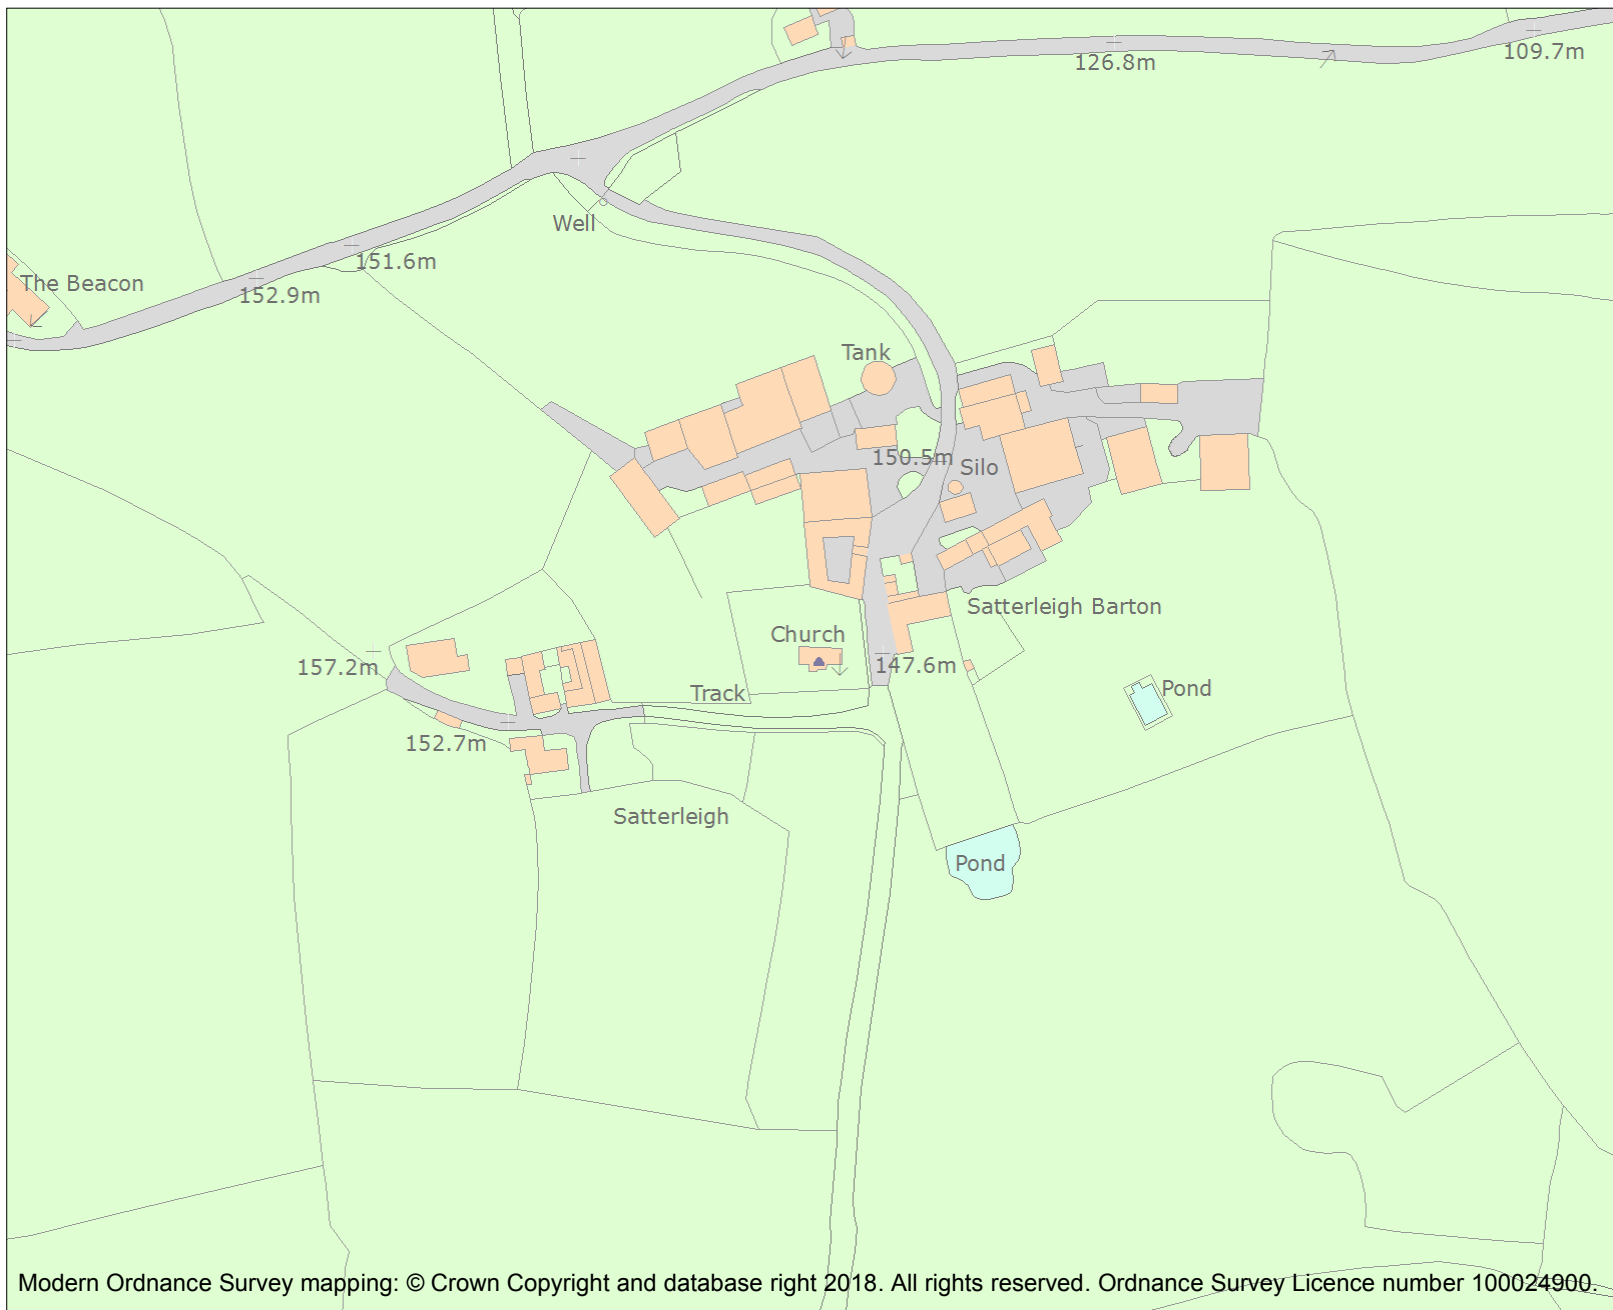 109.7m
126.8m
Well
151.6m
The Beacon
152.9m
Tank
150.5m
Silo
Satterleigh Barton
Church
147.6m
157.2m
Pond
Track
152.7m
Satterleigh
Pond
Modern Ordnance Survey mapping: © Crown Copyright and database right 2018. All rights reserved. Ordnance Survey Licence number 100024900.